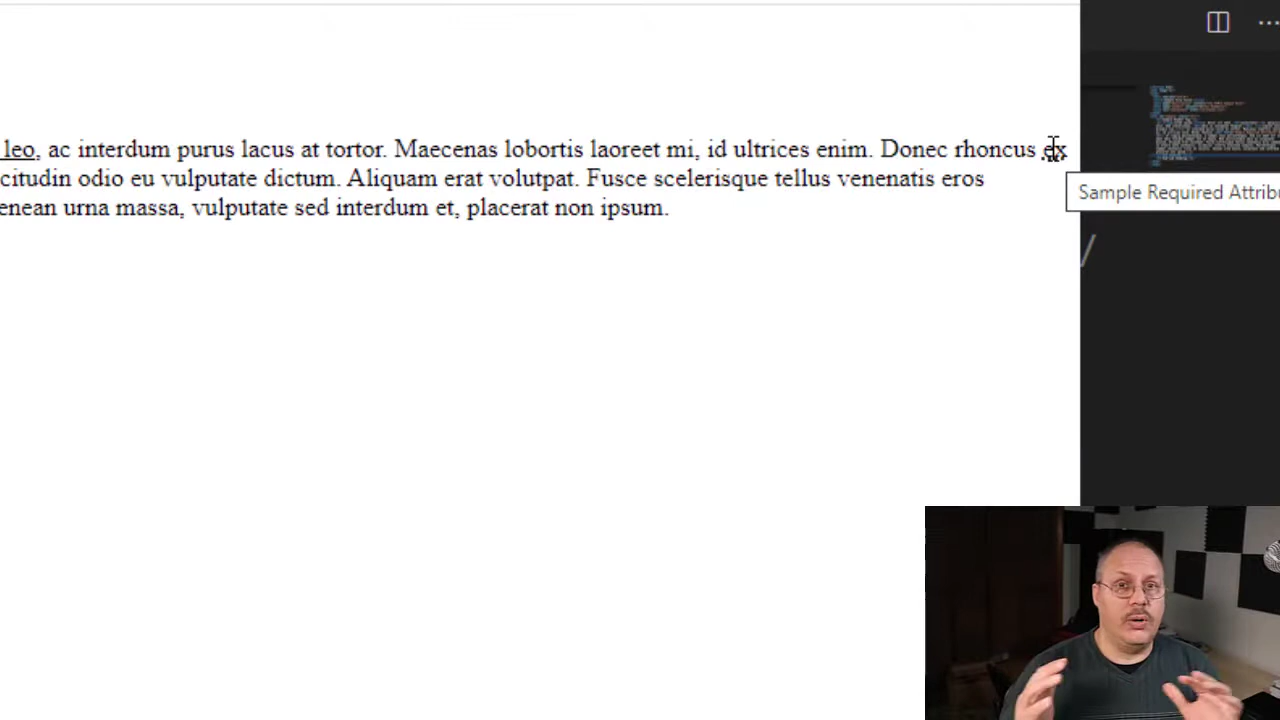 leo, ac interdum purus lacus at tortor. Maecenas lobortis laoreet mi, id ultrices enim. Donec rhoncus ex
citudin odio eu vulputate dictum. Aliquam erat volutpat. Fusce scelerisque tellus venenatis eros
enean urna massa, vulputate sed interdum et, placerat non ipsum.
Sample Required Attribu
/